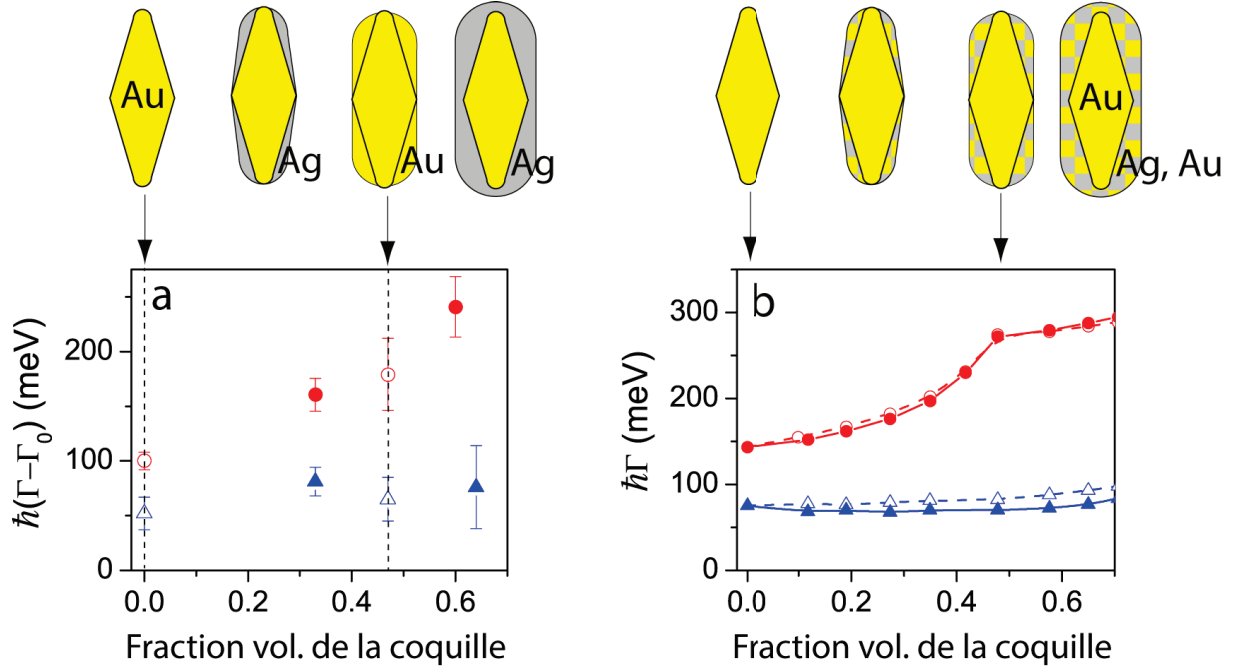 Au
Ag
Au
Ag
Au
Ag, Au
a
ħ(Γ−Γ₀) (meV)
200
100
0
0.0
0.2
0.4
0.6
Fraction vol. de la coquille
b
ħΓ (meV)
300
200
100
0
0.0
0.2
0.4
0.6
Fraction vol. de la coquille